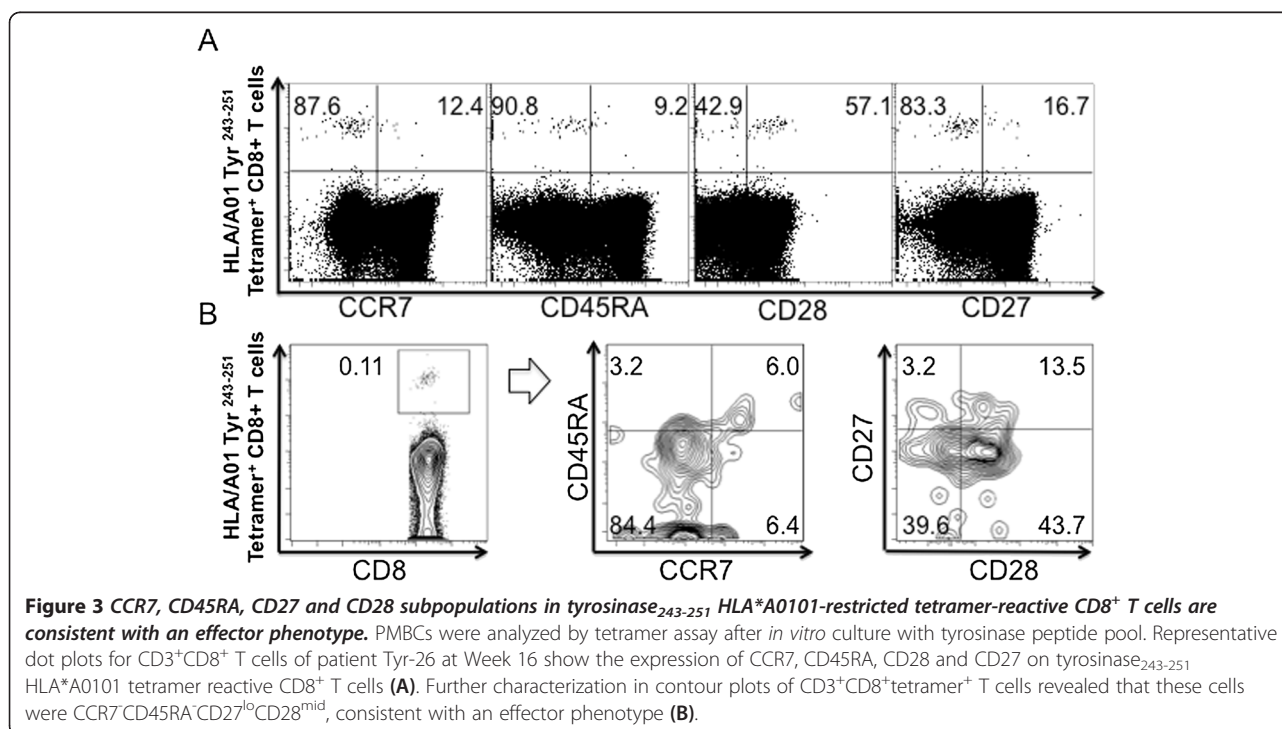 A
HLA/A01 Tyr 243-251
Tetramer+ CD8+ T cells
87.6 12.4 90.8 9.2 42.9 57.1 83.3 16.7
CCR7 CD45RA CD28 CD27
B
HLA/A01 Tyr 243-251
Tetramer+ CD8+ T cells
0.11
CD8
CD45RA
3.2 6.0
84.4 6.4
CCR7
CD27
3.2 13.5
39.6 43.7
CD28
Figure 3 CCR7, CD45RA, CD27 and CD28 subpopulations in tyrosinase243-251 HLA*A0101-restricted tetramer-reactive CD8+ T cells are
consistent with an effector phenotype. PMBCs were analyzed by tetramer assay after in vitro culture with tyrosinase peptide pool. Representative
dot plots for CD3+CD8+ T cells of patient Tyr-26 at Week 16 show the expression of CCR7, CD45RA, CD28 and CD27 on tyrosinase243-251
HLA*A0101 tetramer reactive CD8+ T cells (A). Further characterization in contour plots of CD3+CD8+tetramer+ T cells revealed that these cells
were CCR7-CD45RA-CD27loCD28mid, consistent with an effector phenotype (B).